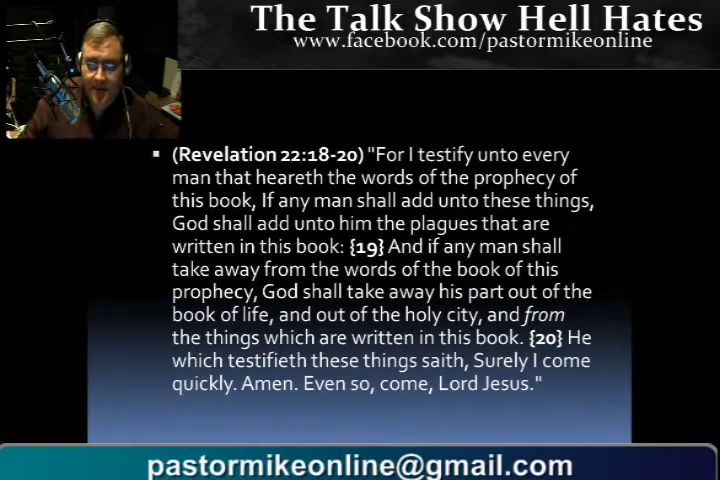 The Talk Show Hell Hates
www.facebook.com/pastormikeonline
▪ (Revelation 22:18-20) "For I testify unto every
man that heareth the words of the prophecy of
this book, If any man shall add unto these things,
God shall add unto him the plagues that are
written in this book: {19} And if any man shall
take away from the words of the book of this
prophecy, God shall take away his part out of the
book of life, and out of the holy city, and from
the things which are written in this book. {20} He
which testifieth these things saith, Surely I come
quickly. Amen. Even so, come, Lord Jesus."
pastormikeonline@gmail.com